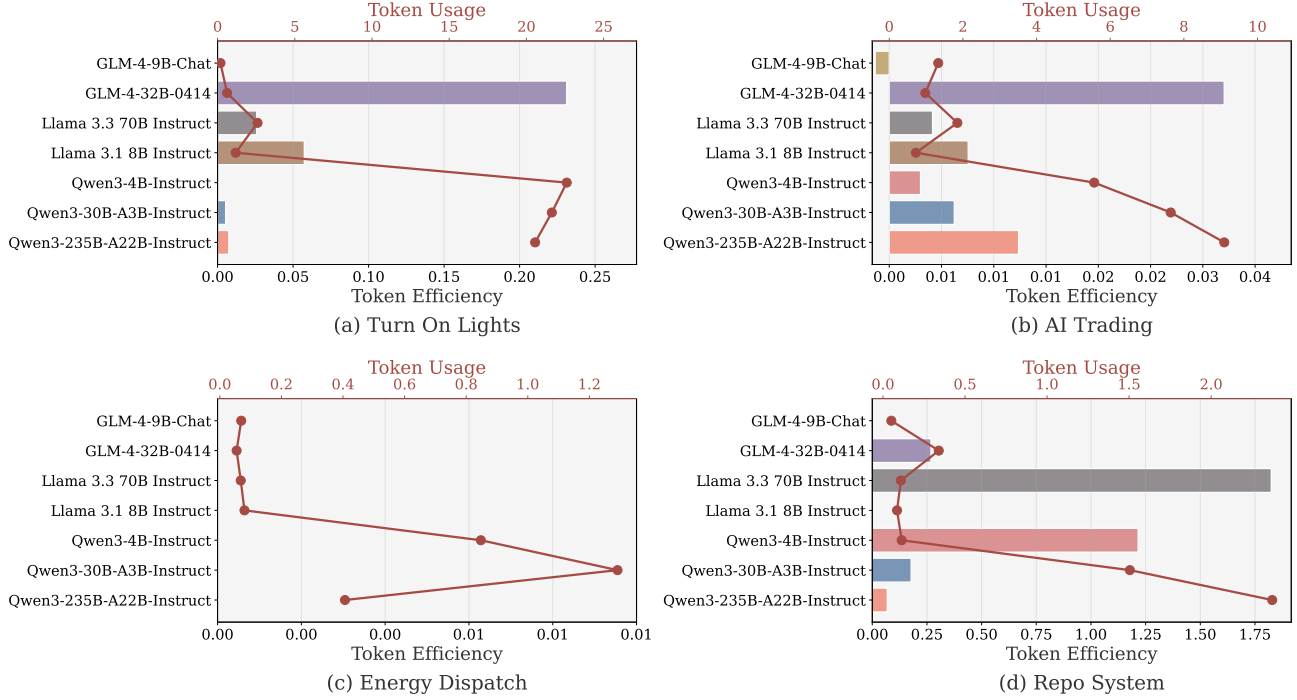 Token Usage
0 5 10 15 20 25
GLM-4-9B-Chat
GLM-4-32B-0414
Llama 3.3 70B Instruct
Llama 3.1 8B Instruct
Qwen3-4B-Instruct
Qwen3-30B-A3B-Instruct
Qwen3-235B-A22B-Instruct
0.00 0.05 0.10 0.15 0.20 0.25
Token Efficiency
(a) Turn On Lights
Token Usage
0 2 4 6 8 10
GLM-4-9B-Chat
GLM-4-32B-0414
Llama 3.3 70B Instruct
Llama 3.1 8B Instruct
Qwen3-4B-Instruct
Qwen3-30B-A3B-Instruct
Qwen3-235B-A22B-Instruct
0.00 0.01 0.01 0.01 0.02 0.02 0.03 0.04
Token Efficiency
(b) AI Trading
Token Usage
0.0 0.2 0.4 0.6 0.8 1.0 1.2
GLM-4-9B-Chat
GLM-4-32B-0414
Llama 3.3 70B Instruct
Llama 3.1 8B Instruct
Qwen3-4B-Instruct
Qwen3-30B-A3B-Instruct
Qwen3-235B-A22B-Instruct
0.00 0.00 0.00 0.01 0.01 0.01
Token Efficiency
(c) Energy Dispatch
Token Usage
0.0 0.5 1.0 1.5 2.0
GLM-4-9B-Chat
GLM-4-32B-0414
Llama 3.3 70B Instruct
Llama 3.1 8B Instruct
Qwen3-4B-Instruct
Qwen3-30B-A3B-Instruct
Qwen3-235B-A22B-Instruct
0.00 0.25 0.50 0.75 1.00 1.25 1.50 1.75
Token Efficiency
(d) Repo System